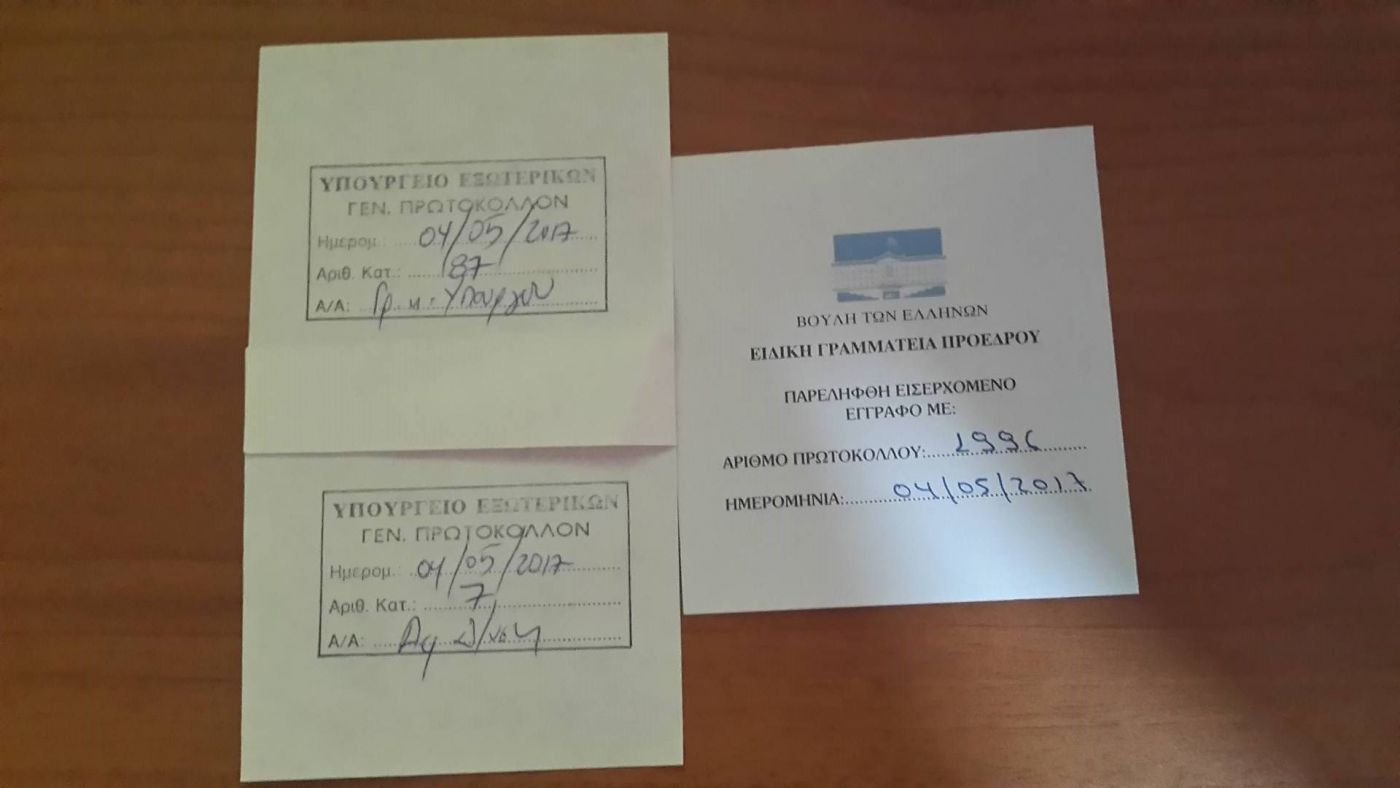 ΥΠΟΥΡΓΕΙΟ ΕΞΩΤΕΡΙΚΩΝ
ΓΕΝ. ΠΡΩΤΟΚΟΛΛΟΝ
Ημερομ.: 04/05/2017
Αριθ. Κατ.: 87
Α/Α: Γρ. κ. Υπουργού
ΥΠΟΥΡΓΕΙΟ ΕΞΩΤΕΡΙΚΩΝ
ΓΕΝ. ΠΡΩΤΟΚΟΛΛΟΝ
Ημερομ.: 04/05/2017
Αριθ. Κατ.: 7
Α/Α:
ΒΟΥΛΗ ΤΩΝ ΕΛΛΗΝΩΝ
ΕΙΔΙΚΗ ΓΡΑΜΜΑΤΕΙΑ ΠΡΟΕΔΡΟΥ
ΠΑΡΕΛΗΦΘΗ ΕΙΣΕΡΧΟΜΕΝΟ
ΕΓΓΡΑΦΟ ΜΕ:
ΑΡΙΘΜΟ ΠΡΩΤΟΚΟΛΛΟΥ: 1996
ΗΜΕΡΟΜΗΝΙΑ: 04/05/2017